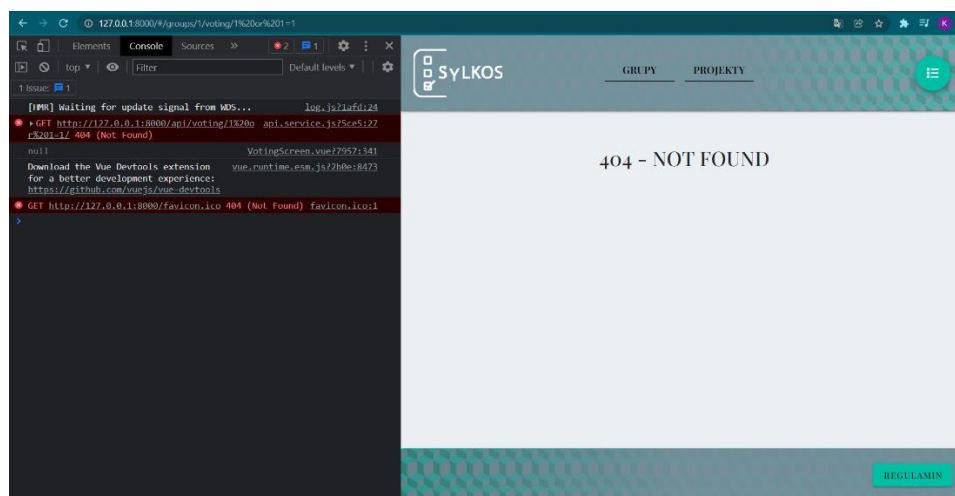 127.0.0.1:8000/#/groups/1/voting/1%20or%201=1
K
Elements Console Sources » 2 1
top Filter Default levels
1 Issue: 1
[HMR] Waiting for update signal from WDS... log.js?1afd:24
GET http://127.0.0.1:8000/api/voting/1%20o api.service.js?5ce5:27
r%201=1/ 404 (Not Found)
null VotingScreen.vue?7957:341
Download the Vue Devtools extension vue.runtime.esm.js?2b0e:8473
for a better development experience:
https://github.com/vuejs/vue-devtools
GET http://127.0.0.1:8000/favicon.ico 404 (Not Found) favicon.ico:1
SYLKOS
GRUPY PROJEKTY
404 - NOT FOUND
REGULAMIN